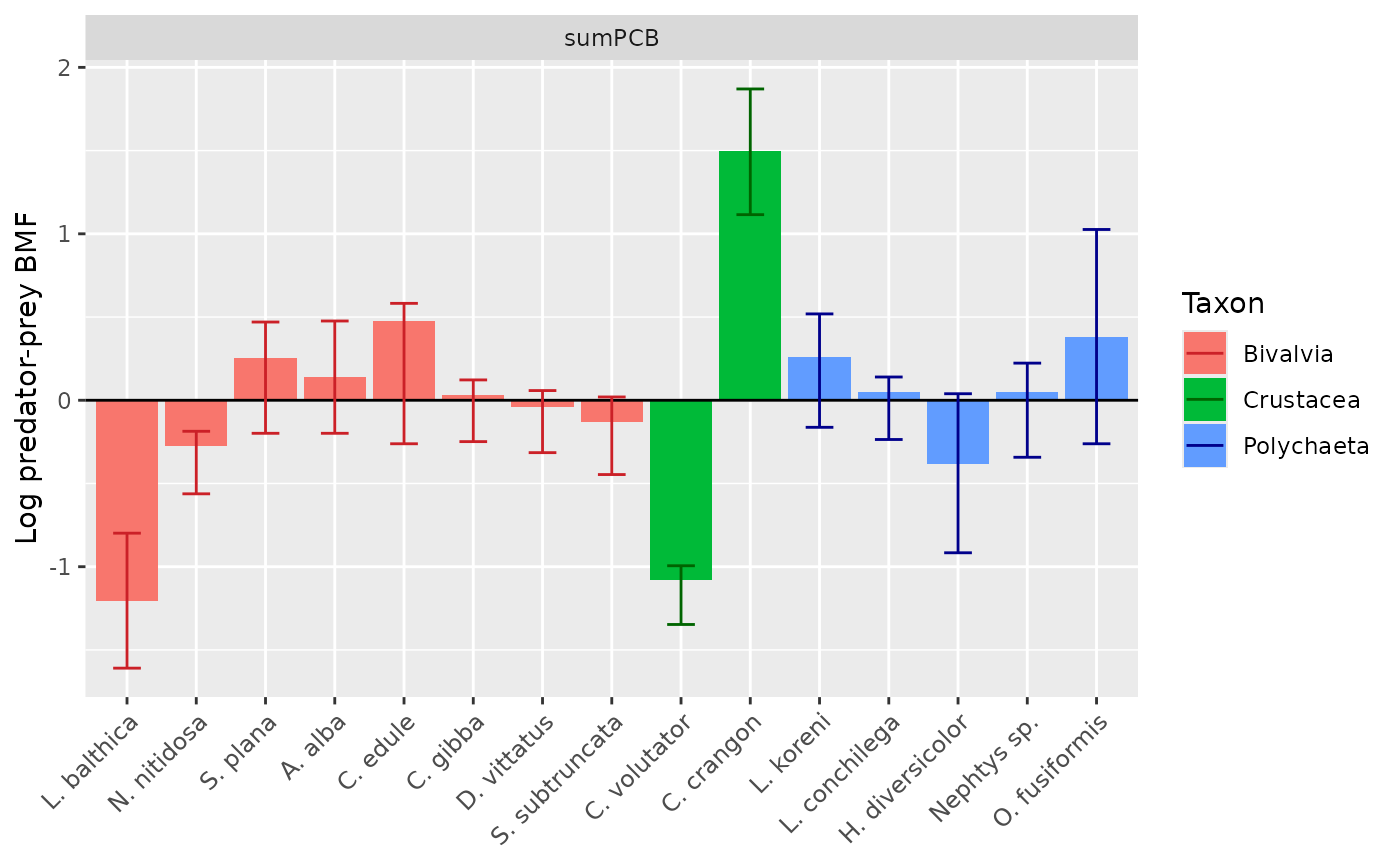 sumPCB
Log predator-prey BMF
2
1
0
-1
L. balthica
N. nitidosa
S. plana
A. alba
C. edule
C. gibba
D. vittatus
S. subtruncata
C. volutator
C. crangon
L. koreni
L. conchilega
H. diversicolor
Nephtys sp.
O. fusiformis
Taxon
Bivalvia
Crustacea
Polychaeta